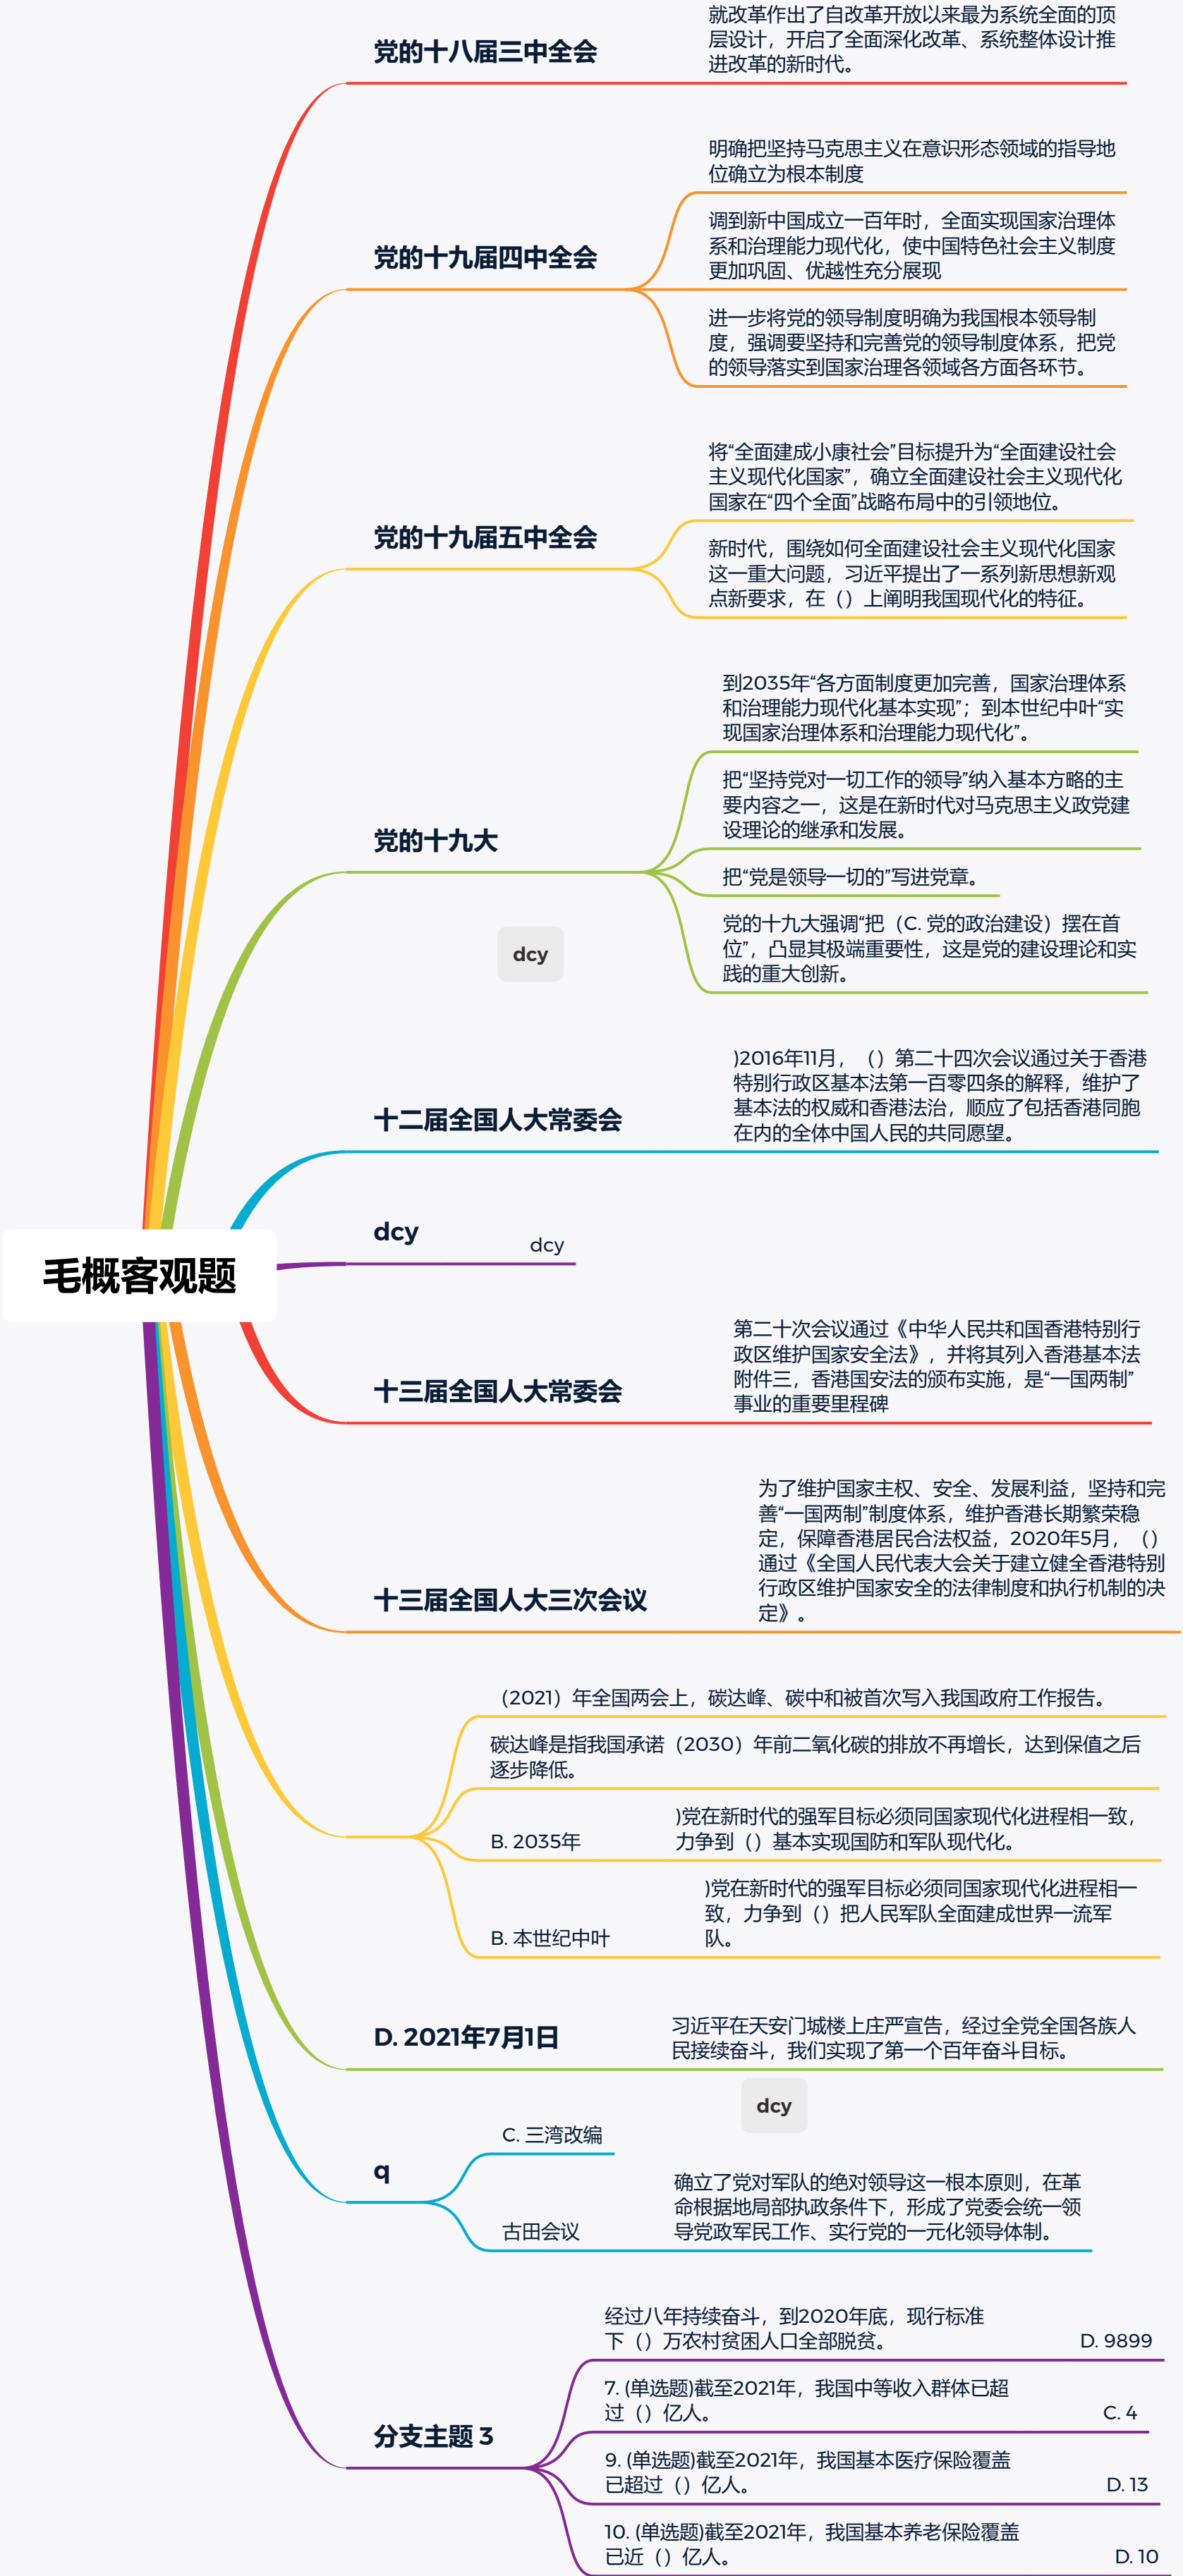 就改革作出了自改革开放以来最为系统全面的顶
层设计，开启了全面深化改革、系统整体设计推
进改革的新时代。
党的十八届三中全会
明确把坚持马克思主义在意识形态领域的指导地
位确立为根本制度
调到新中国成立一百年时，全面实现国家治理体
系和治理能力现代化，使中国特色社会主义制度
更加巩固、优越性充分展现
党的十九届四中全会
进一步将党的领导制度明确为我国根本领导制
度，强调要坚持和完善党的领导制度体系，把党
的领导落实到国家治理各领域各方面各环节。
将“全面建成小康社会”目标提升为“全面建设社会
主义现代化国家”，确立全面建设社会主义现代化
国家在“四个全面”战略布局中的引领地位。
党的十九届五中全会
新时代，围绕如何全面建设社会主义现代化国家
这一重大问题，习近平提出了一系列新思想新观
点新要求，在（）上阐明我国现代化的特征。
到2035年“各方面制度更加完善，国家治理体系
和治理能力现代化基本实现”；到本世纪中叶“实
现国家治理体系和治理能力现代化”。
把“坚持党对一切工作的领导”纳入基本方略的主
要内容之一，这是在新时代对马克思主义政党建
设理论的继承和发展。
党的十九大
把“党是领导一切的”写进党章。
党的十九大强调“把（C. 党的政治建设）摆在首
位”，凸显其极端重要性，这是党的建设理论和实
践的重大创新。
dcy
)2016年11月，（）第二十四次会议通过关于香港
特别行政区基本法第一百零四条的解释，维护了
基本法的权威和香港法治，顺应了包括香港同胞
在内的全体中国人民的共同愿望。
十二届全国人大常委会
dcy
dcy
毛概客观题
第二十次会议通过《中华人民共和国香港特别行
政区维护国家安全法》，并将其列入香港基本法
附件三，香港国安法的颁布实施，是“一国两制”
事业的重要里程碑
十三届全国人大常委会
为了维护国家主权、安全、发展利益，坚持和完
善“一国两制”制度体系，维护香港长期繁荣稳
定，保障香港居民合法权益，2020年5月，（）
通过《全国人民代表大会关于建立健全香港特别
行政区维护国家安全的法律制度和执行机制的决
定》。
十三届全国人大三次会议
（2021）年全国两会上，碳达峰、碳中和被首次写入我国政府工作报告。
碳达峰是指我国承诺（2030）年前二氧化碳的排放不再增长，达到保值之后
逐步降低。
)党在新时代的强军目标必须同国家现代化进程相一致，
力争到（）基本实现国防和军队现代化。
B. 2035年
)党在新时代的强军目标必须同国家现代化进程相一
致，力争到（）把人民军队全面建成世界一流军
队。
B. 本世纪中叶
D. 2021年7月1日
习近平在天安门城楼上庄严宣告，经过全党全国各族人
民接续奋斗，我们实现了第一个百年奋斗目标。
dcy
C. 三湾改编
q
确立了党对军队的绝对领导这一根本原则，在革
命根据地局部执政条件下，形成了党委会统一领
导党政军民工作、实行党的一元化领导体制。
古田会议
经过八年持续奋斗，到2020年底，现行标准
下（）万农村贫困人口全部脱贫。
D. 9899
7. (单选题)截至2021年，我国中等收入群体已超
过（）亿人。
C. 4
分支主题 3
9. (单选题)截至2021年，我国基本医疗保险覆盖
已超过（）亿人。
D. 13
10. (单选题)截至2021年，我国基本养老保险覆盖
已近（）亿人。
D. 10